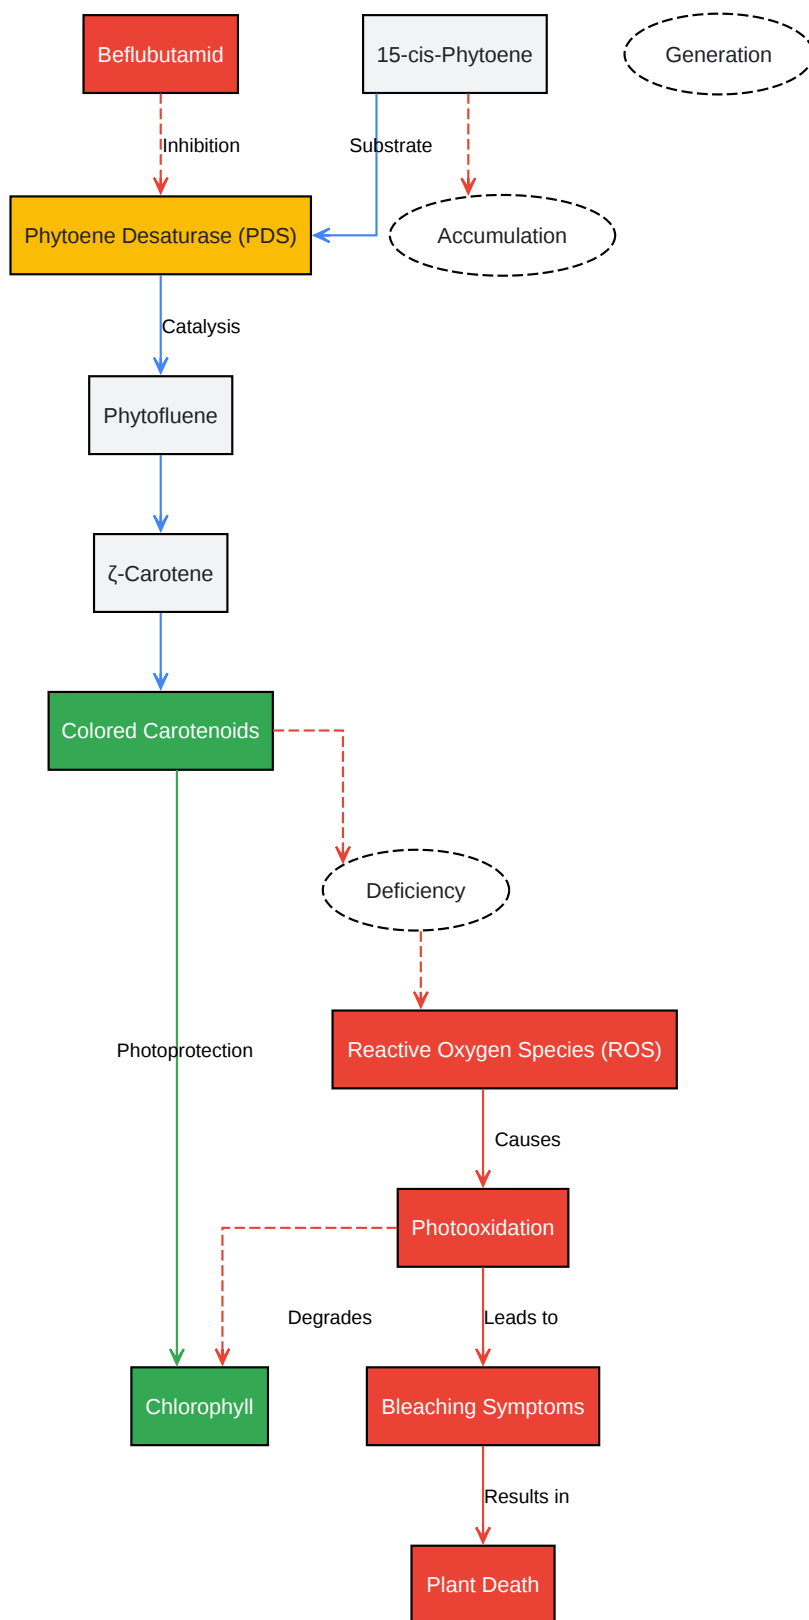 Beflubutamid
15-cis-Phytoene
Generation
Inhibition
Substrate
Phytoene Desaturase (PDS)
Accumulation
Catalysis
Phytofluene
ζ-Carotene
Colored Carotenoids
Deficiency
Photoprotection
Reactive Oxygen Species (ROS)
Causes
Photooxidation
Degrades
Leads to
Chlorophyll
Bleaching Symptoms
Results in
Plant Death